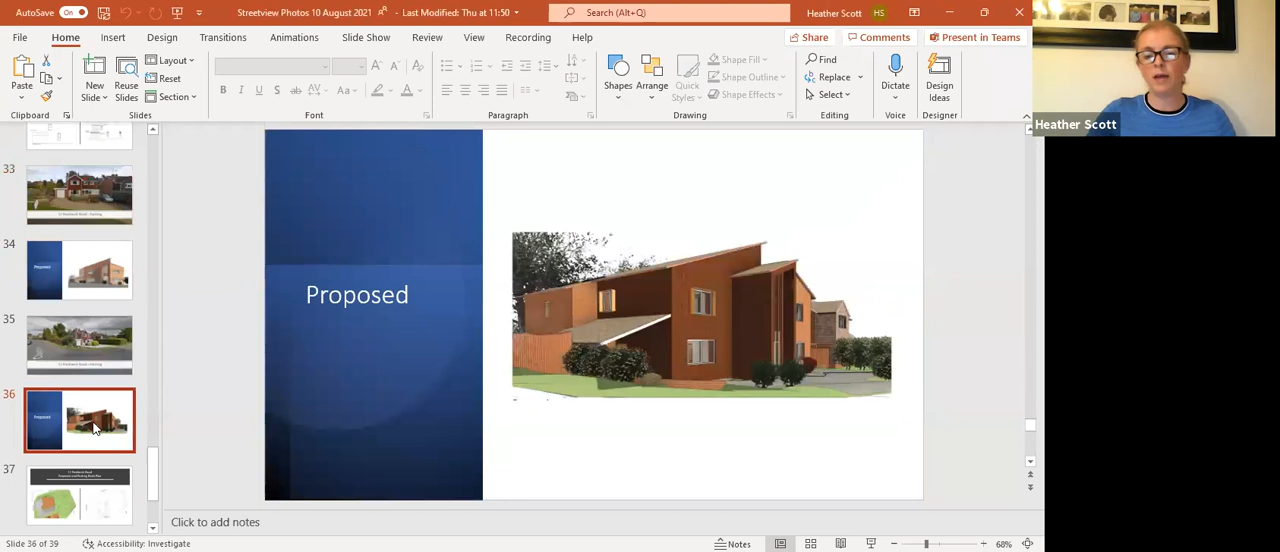 AutoSave On Streetview Photos 10 August 2021 - Last Modified: Thu at 11:50 Search (Alt+Q) Heather Scott HS
File Home Insert Design Transitions Animations Slide Show Review View Recording Help Share Comments Present in Teams
Paste New Slide Reuse Slides Layout Reset Section
B I U S ab AV Aa A
Shapes Arrange Quick Styles Shape Fill Shape Outline Shape Effects
Find Replace Select Dictate Design Ideas
Clipboard Slides Font Paragraph Drawing Editing Voice Designer
Heather Scott
33
34
Proposed
35
36
Proposed
37
Proposed
Click to add notes
Slide 36 of 39 Accessibility: Investigate Notes 68%